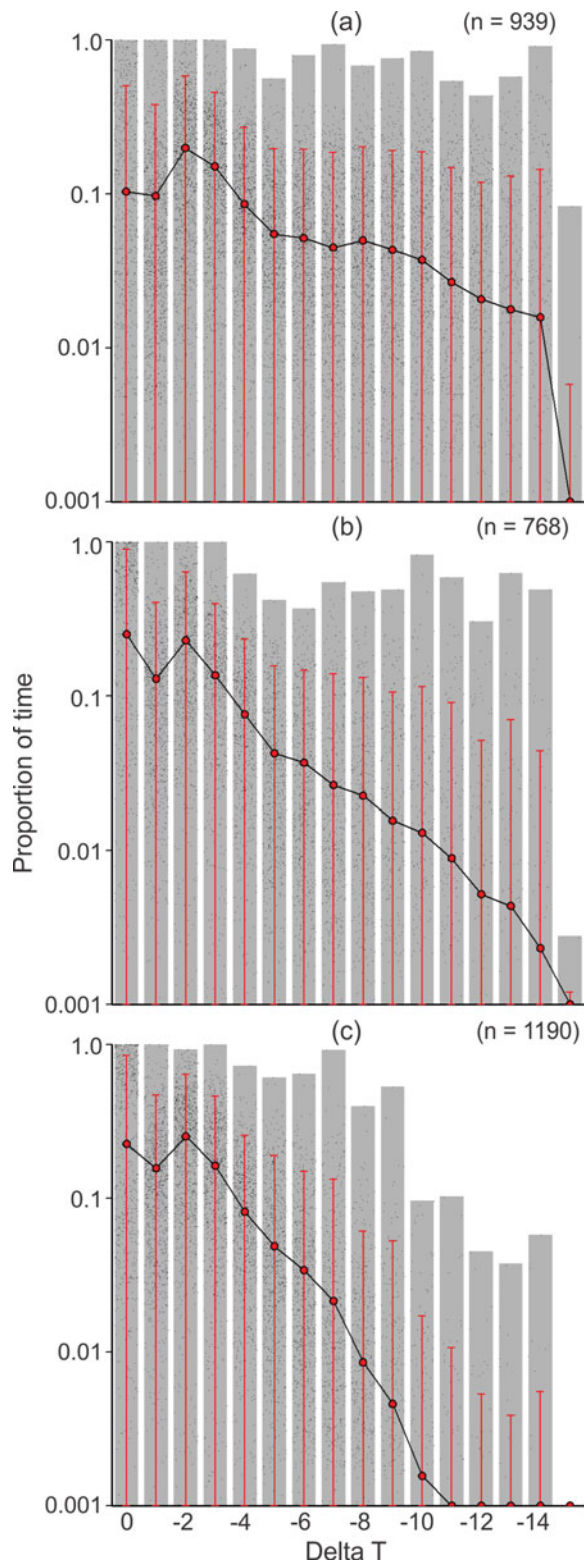 (a) (n = 939)
1.0
0.1
0.01
0.001
(b) (n = 768)
1.0
0.1
0.01
0.001
Proportion of time
(c) (n = 1190)
1.0
0.1
0.01
0.001
0 -2 -4 -6 -8 -10 -12 -14
Delta T